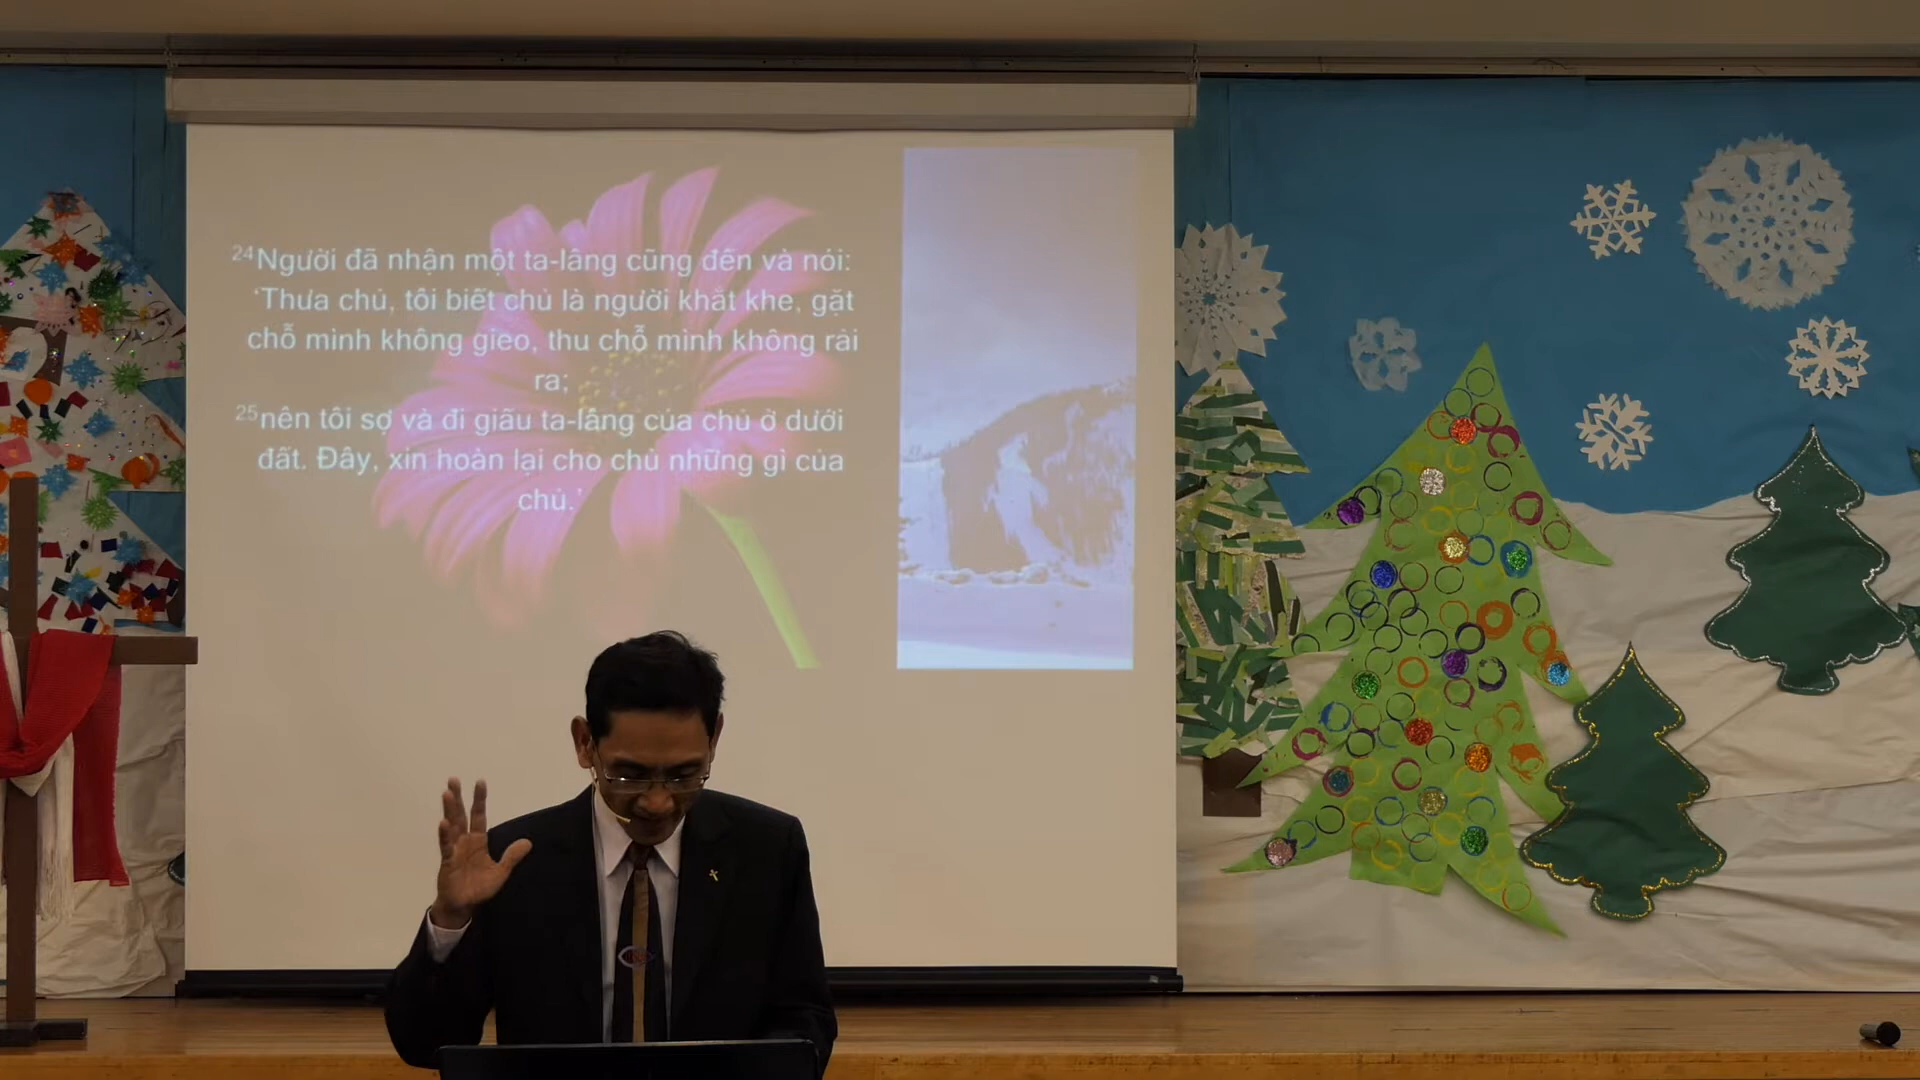 24Người đã nhận một ta-lâng cũng đến và nói:
‘Thưa chủ, tôi biết chủ là người khắt khe, gặt
chỗ mình không gieo, thu chỗ mình không rải
ra;
25nên tôi sợ và đi giấu ta-lâng của chủ ở dưới
đất. Đây, xin hoàn lại cho chủ những gì của
chủ.’